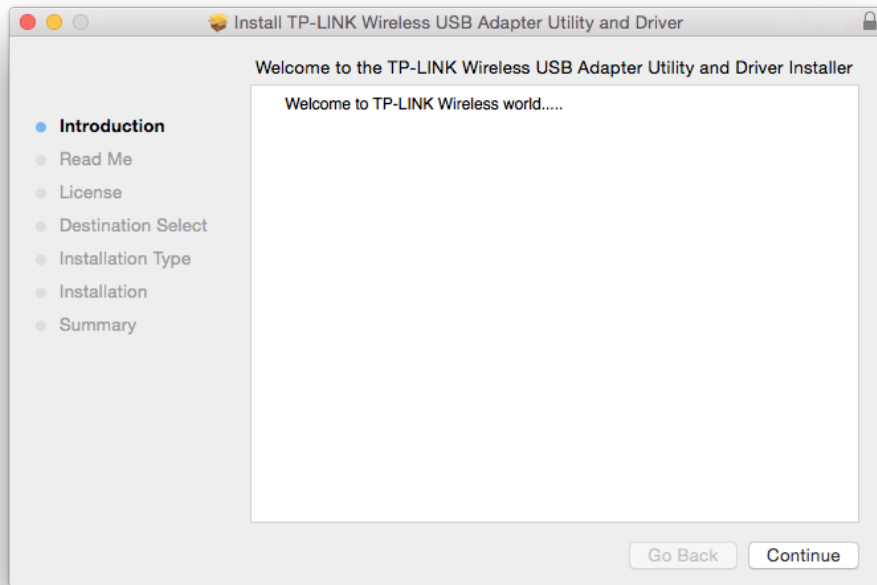 Install TP-LINK Wireless USB Adapter Utility and Driver
Welcome to the TP-LINK Wireless USB Adapter Utility and Driver Installer
Welcome to TP-LINK Wireless world.....
Introduction
Read Me
License
Destination Select
Installation Type
Installation
Summary
Go Back
Continue